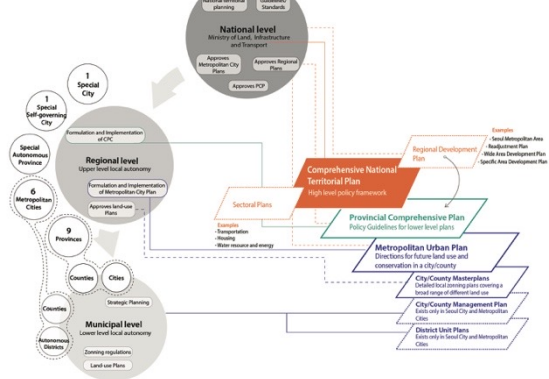 National territorial
planning
Guidelines
Standards
National level
Ministry of Land, Infrastructure
and Transport
Approves
Metropolitan City
Plans
Approves Regional
Plans
Approves PCP
1
Special
City
1
Special
Self-governing
City
Special
Autonomous
Province
6
Metropolitan
Cities
9
Provinces
Counties
Cities
Counties
Autonomous
Districts
Formulation and Implementation
of CPC
Regional level
Upper level local autonomy
Formulation and Implementation
of Metropolitan City Plan
Approves land-use
Plans
Strategic Planning
Municipal level
Lower level local autonomy
Zonning regulations
Land-use Plans
Sectoral Plans
Examples
- Transportation
- Housing
- Water resource and energy
Comprehensive National
Territorial Plan
High level policy framework
Regional Development
Plan
Examples
- Seoul Metropolitan Area
- Readjustment Plan
- Wide Area Development Plan
- Specific Area Development Plan
Provincial Comprehensive Plan
Policy Guidelines for lower level plans
Metropolitan Urban Plan
Directions for future land use and
conservation in a city/county
City/County Masterplans
Detailed local zonning plans covering a
broad range of different land use
City/County Management Plan
Exists only in Seoul City and Metropolitan
Cities
District Unit Plans
Exists only in Seoul City and Metropolitan
Cities